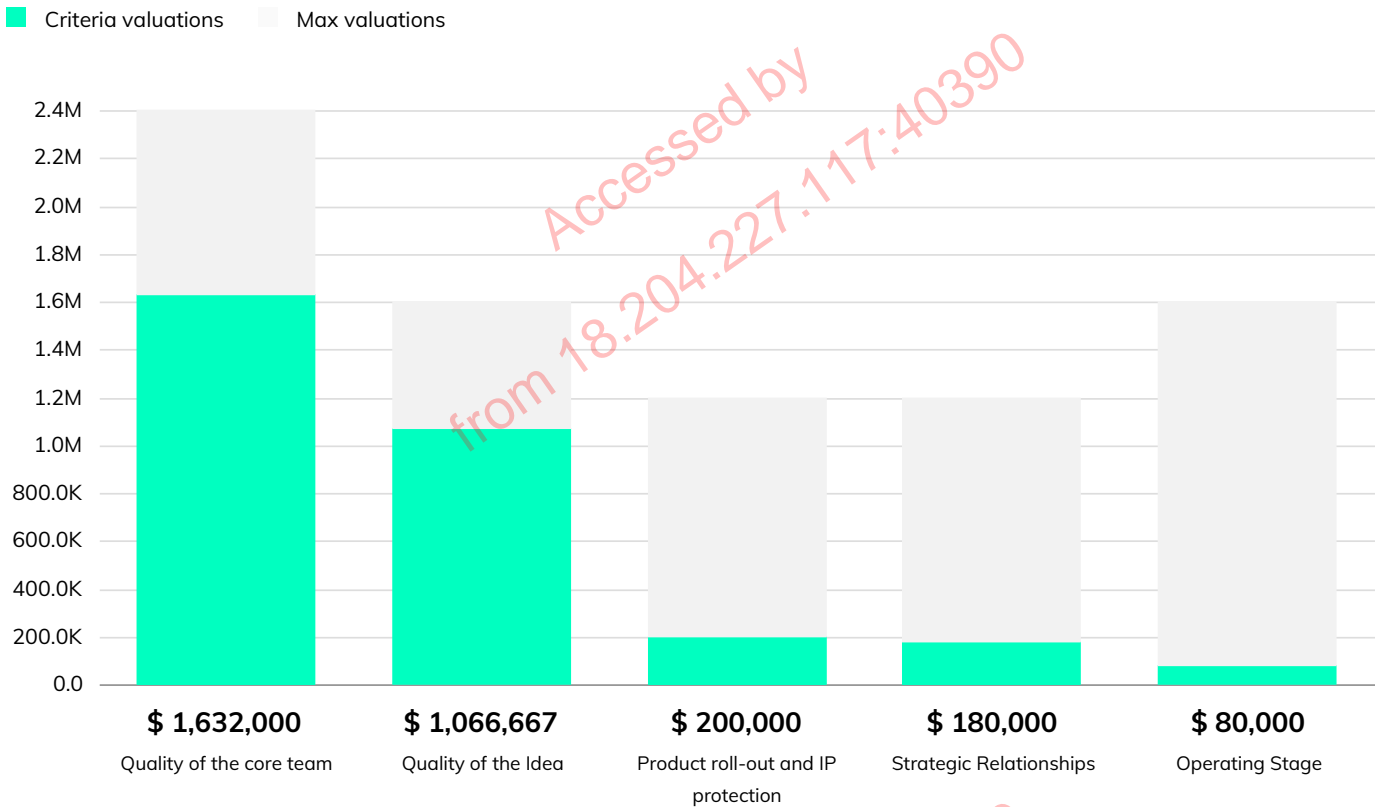 Criteria valuations Max valuations
Accessed by
from 18.204.227.117:40390
2.4M
2.2M
2.0M
1.8M
1.6M
1.4M
1.2M
1.0M
800.0K
600.0K
400.0K
200.0K
0.0
$ 1,632,000 $ 1,066,667 $ 200,000 $ 180,000 $ 80,000
Quality of the core team Quality of the Idea Product roll-out and IP Strategic Relationships Operating Stage
protection